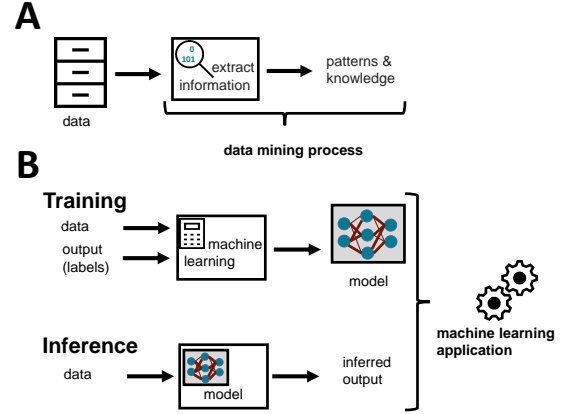 A
0
101
extract
information
patterns &
knowledge
data
data mining process
B
Training
data
output
(labels)
machine
learning
model
machine learning
application
Inference
data
model
inferred
output